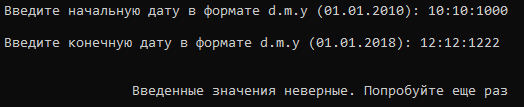 Введите начальную дату в формате d.m.y (01.01.2010): 10:10:1000
Введите конечную дату в формате d.m.y (01.01.2018): 12:12:1222
Введенные значения неверные. Попробуйте еще раз